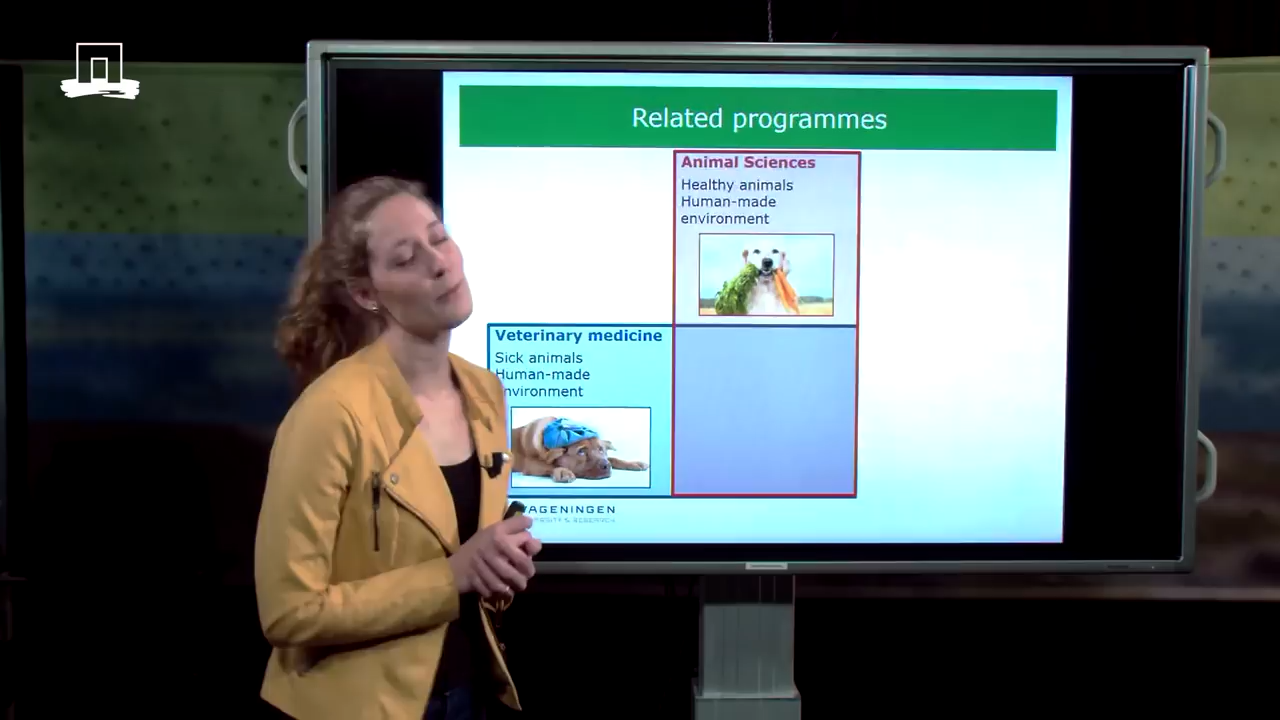 Related programmes
Animal Sciences
Healthy animals
Human-made
environment
Veterinary medicine
Sick animals
Human-made
nvironment
AGENINGEN